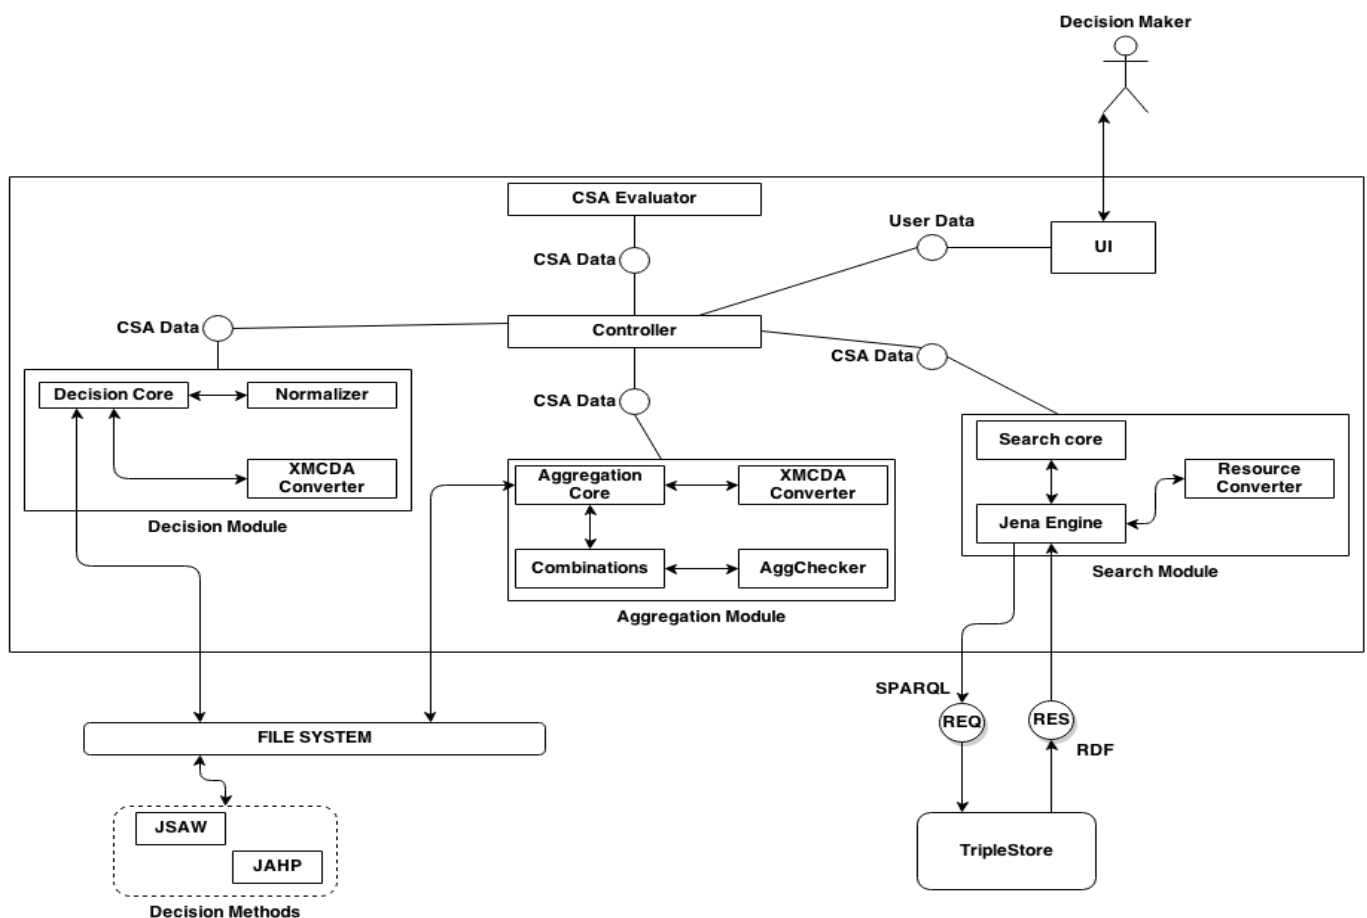 Decision Maker
CSA Evaluator
User Data
UI
CSA Data
CSA Data
Controller
CSA Data
CSA Data
Decision Core
Normalizer
XMCDA
Converter
Decision Module
Aggregation
Core
XMCDA
Converter
Combinations
AggChecker
Aggregation Module
Search core
Resource
Converter
Jena Engine
Search Module
SPARQL
REQ
RES
RDF
FILE SYSTEM
JSAW
JAHP
Decision Methods
TripleStore